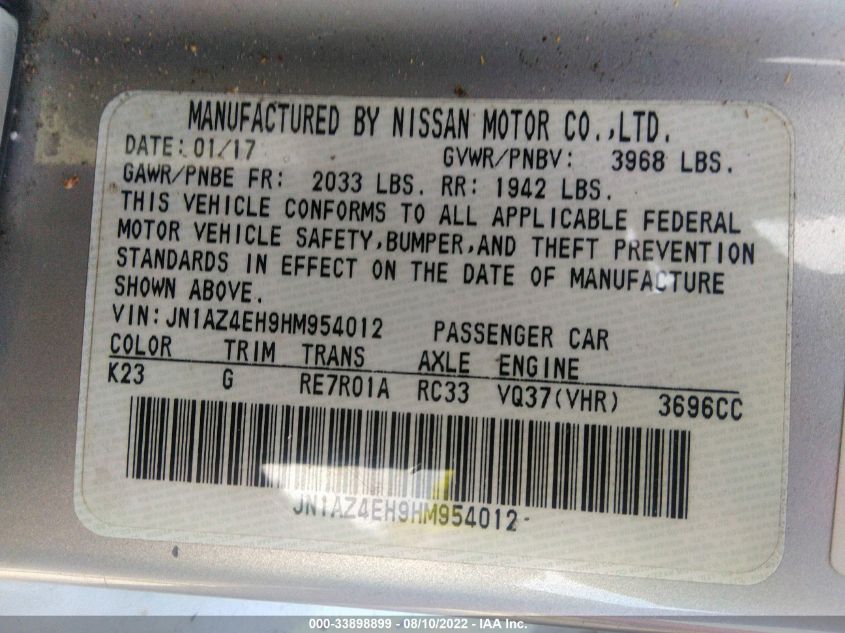 MANUFACTURED BY NISSAN MOTOR CO.,LTD.
DATE: 01/17 GVWR/PNBV: 3968 LBS.
GAWR/PNBE FR: 2033 LBS. RR: 1942 LBS.
THIS VEHICLE CONFORMS TO ALL APPLICABLE FEDERAL
MOTOR VEHICLE SAFETY,BUMPER,AND THEFT PREVENTION
STANDARDS IN EFFECT ON THE DATE OF MANUFACTURE
SHOWN ABOVE.
VIN:JN1AZ4EH9HM954012 PASSENGER CAR
COLOR TRIM TRANS AXLE ENGINE
K23 G RE7R01A RC33 VQ37(VHR) 3696CC
JN1AZ4EH9HM954012
000-33898899 - 08/10/2022 - IAA Inc.